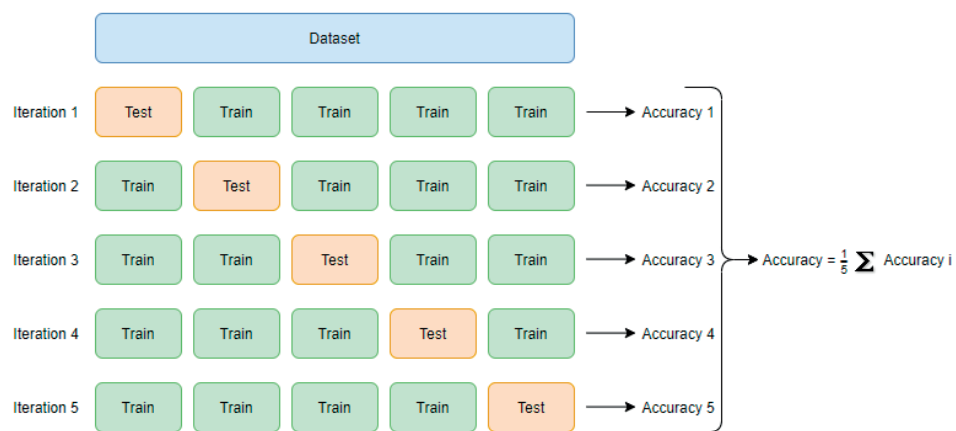 Dataset
Iteration 1 Test Train Train Train Train Accuracy 1
Iteration 2 Train Test Train Train Train Accuracy 2
Iteration 3 Train Train Test Train Train Accuracy 3 Accuracy = 1/5 Σ Accuracy i
Iteration 4 Train Train Train Test Train Accuracy 4
Iteration 5 Train Train Train Train Test Accuracy 5